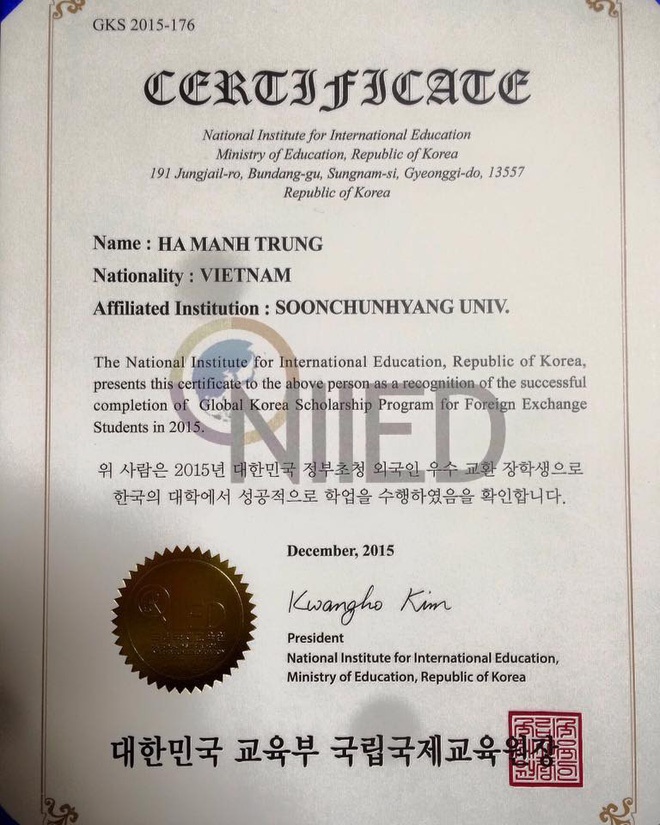 GKS 2015-176
CERTIFICATE
National Institute for International Education
Ministry of Education, Republic of Korea
191 Jungjail-ro, Bundang-gu, Sungnam-si, Gyeonggi-do, 13557
Republic of Korea
Name : HA MANH TRUNG
Nationality : VIETNAM
Affiliated Institution : SOONCHUNHYANG UNIV.
The National Institute for International Education, Republic of Korea,
presents this certificate to the above person as a recognition of the successful
completion of Global Korea Scholarship Program for Foreign Exchange
Students in 2015.
NIIED
위 사람은 2015년 대한민국 정부초청 외국인 우수 교환 장학생으로
한국의 대학에서 성공적으로 학업을 수행하였음을 확인합니다.
December, 2015
Kwangho Kim
President
National Institute for International Education,
Ministry of Education, Republic of Korea
대한민국 교육부 국립국제교육원장